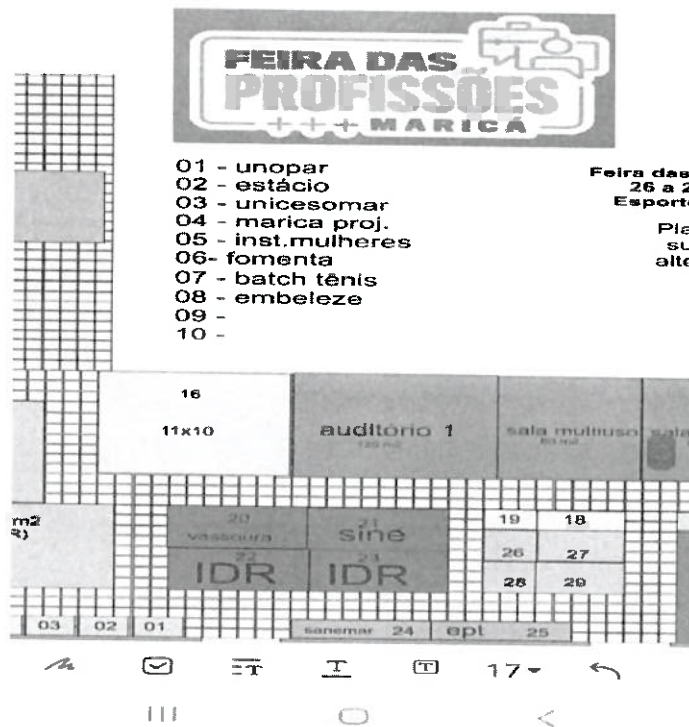 FEIRA DAS
PROFISSÕES
+++ MARICÁ
01 - unopar
02 - estácio
03 - unicesomar
04 - marica proj.
05 - inst.mulheres
06- fomenta
07 - batch tênis
08 - embeleze
09 -
10 -
Feira das
26 a 2
Esporte
Pla
su
alte
16
11x10
auditório 1
sala multiuso
sala
m2
R)
20
vassoura
21
sine
22
IDR
23
IDR
19
18
26
27
28
29
03
02
01
sanemar 24
ept 25
17